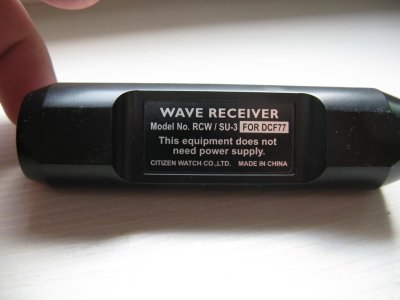 WAVE RECEIVER
Model No. RCW / SU-3 FOR DCF77
This equipment does not
need power supply.
CITIZEN WATCH CO.,LTD. MADE IN CHINA